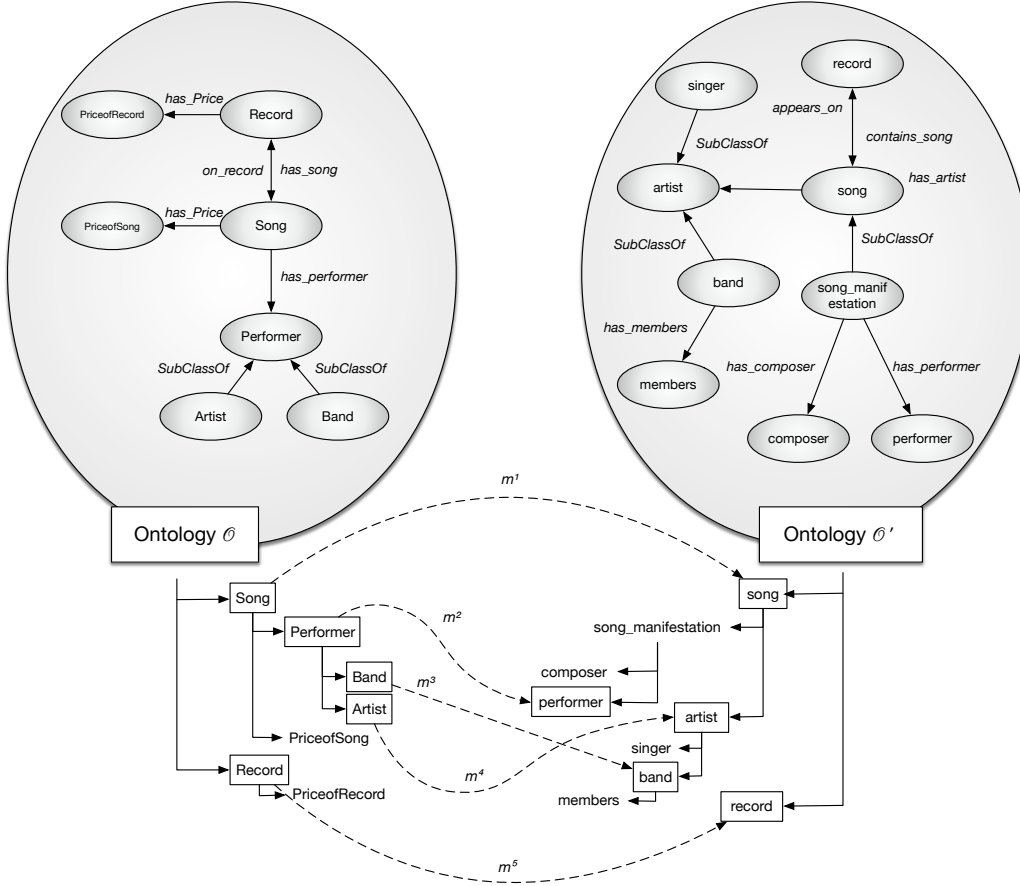 has_Price
PriceofRecord
Record
on_record
has_song
has_Price
PriceofSong
Song
has_performer
Performer
SubClassOf
SubClassOf
Artist
Band
Ontology 𝒪
record
singer
appears_on
contains_song
SubClassOf
has_artist
artist
song
SubClassOf
SubClassOf
band
song_manif
estation
has_members
has_composer
has_performer
members
composer
performer
Ontology 𝒪'
m¹
Song
song
Performer
m²
song_manifestation
Band
m³
composer
Artist
performer
artist
PriceofSong
singer
Record
m⁴
band
PriceofRecord
members
record
m⁵